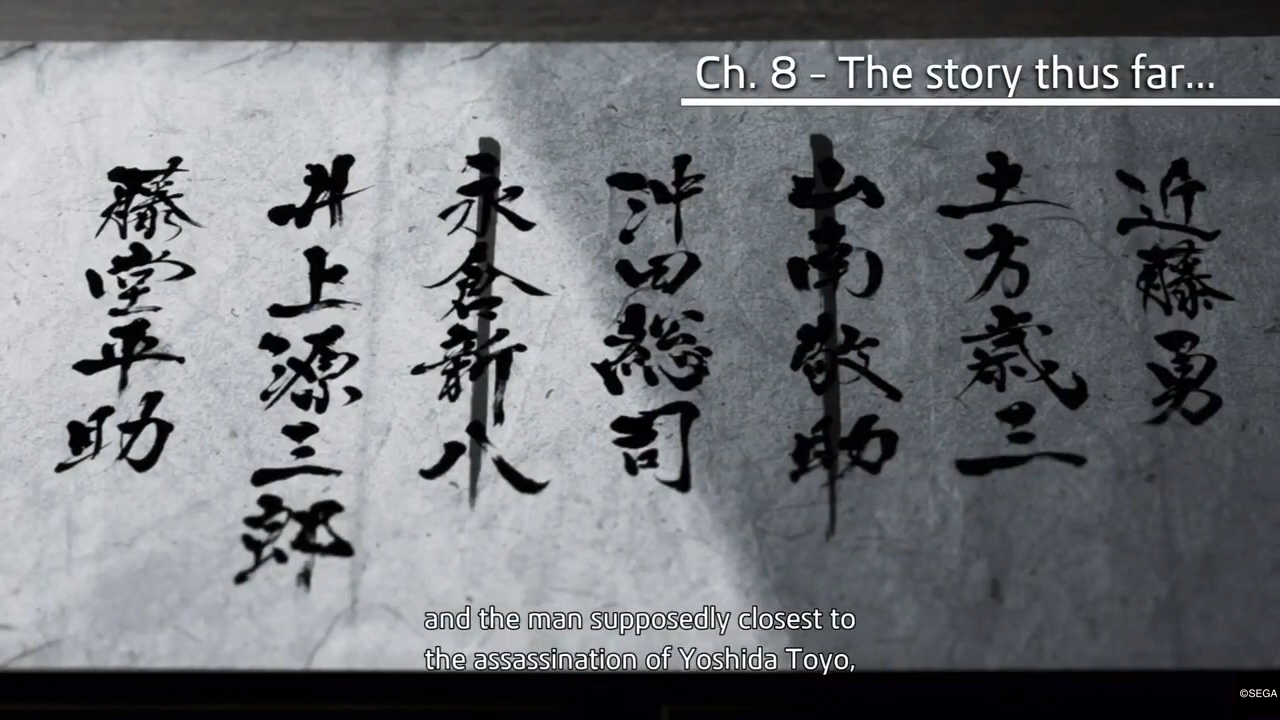 Ch. 8 - The story thus far...
近藤勇
土方歳三
山南敬助
沖田総司
永倉新八
井上源三郎
藤堂平助
and the man supposedly closest to
the assassination of Yoshida Toyo,
©SEGA